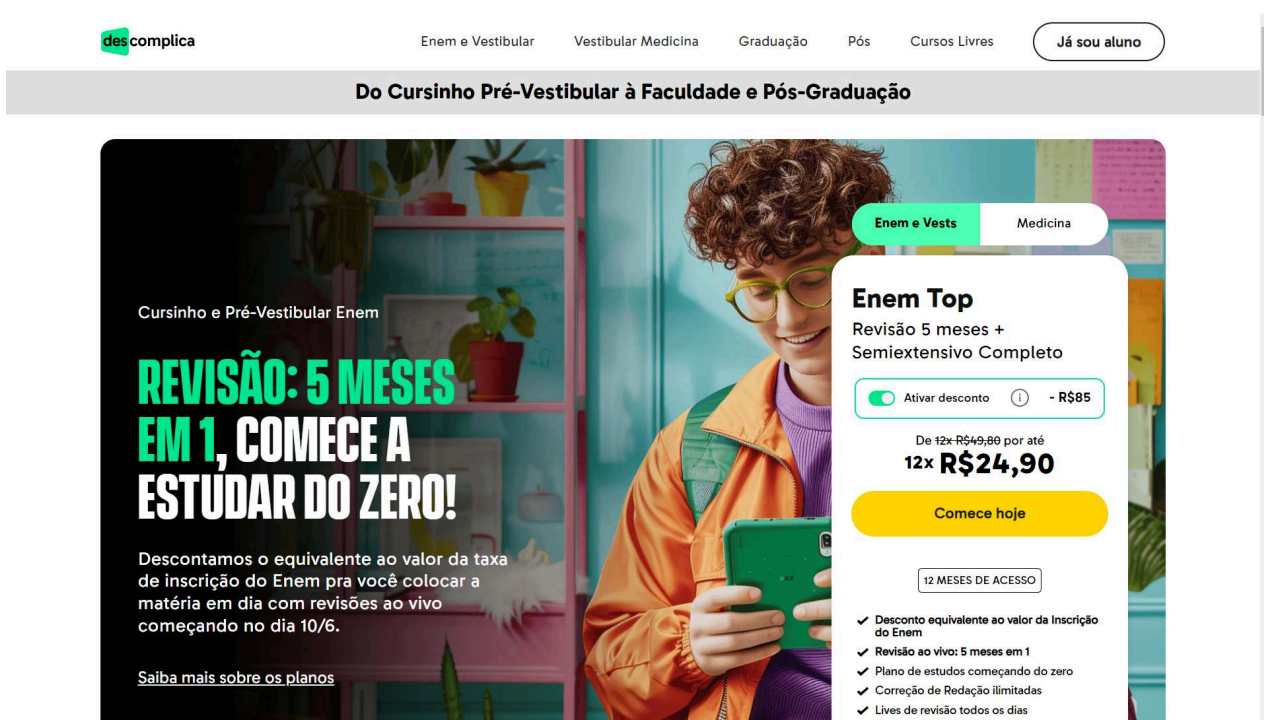 descomplica
Enem e Vestibular
Vestibular Medicina
Graduação
Pós
Cursos Livres
Já sou aluno
Do Cursinho Pré-Vestibular à Faculdade e Pós-Graduação
Cursinho e Pré-Vestibular Enem
REVISÃO: 5 MESES
EM 1, COMECE A
ESTUDAR DO ZERO!
Descontamos o equivalente ao valor da taxa
de inscrição do Enem pra você colocar a
matéria em dia com revisões ao vivo
começando no dia 10/6.
Saiba mais sobre os planos
Enem e Vests
Medicina
Enem Top
Revisão 5 meses +
Semiextensivo Completo
Ativar desconto
- R$85
De 12x R$49,80 por até
12x R$24,90
Comece hoje
12 MESES DE ACESSO
Desconto equivalente ao valor da Inscrição
do Enem
Revisão ao vivo: 5 meses em 1
Plano de estudos começando do zero
Correção de Redação ilimitadas
Lives de revisão todos os dias